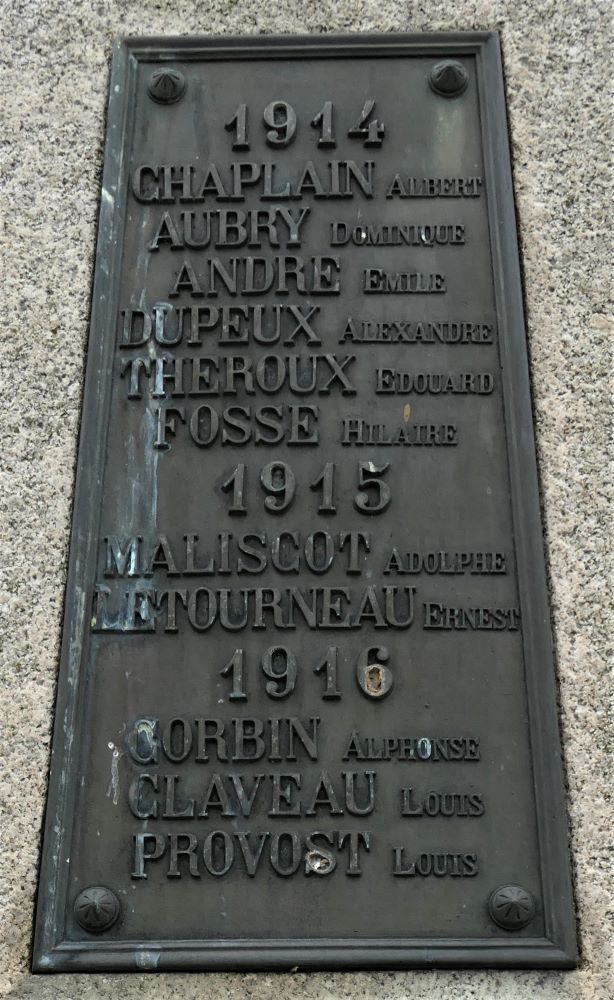 1914
CHAPLAIN ALBERT
AUBRY DOMINIQUE
ANDRE EMILE
DUPEUX ALEXANDRE
THEROUX EDOUARD
FOSSE HILAIRE
1915
MALISCOT ADOLPHE
LETOURNEAU ERNEST
1916
CORBIN ALPHONSE
CLAVEAU LOUIS
PROVOST LOUIS